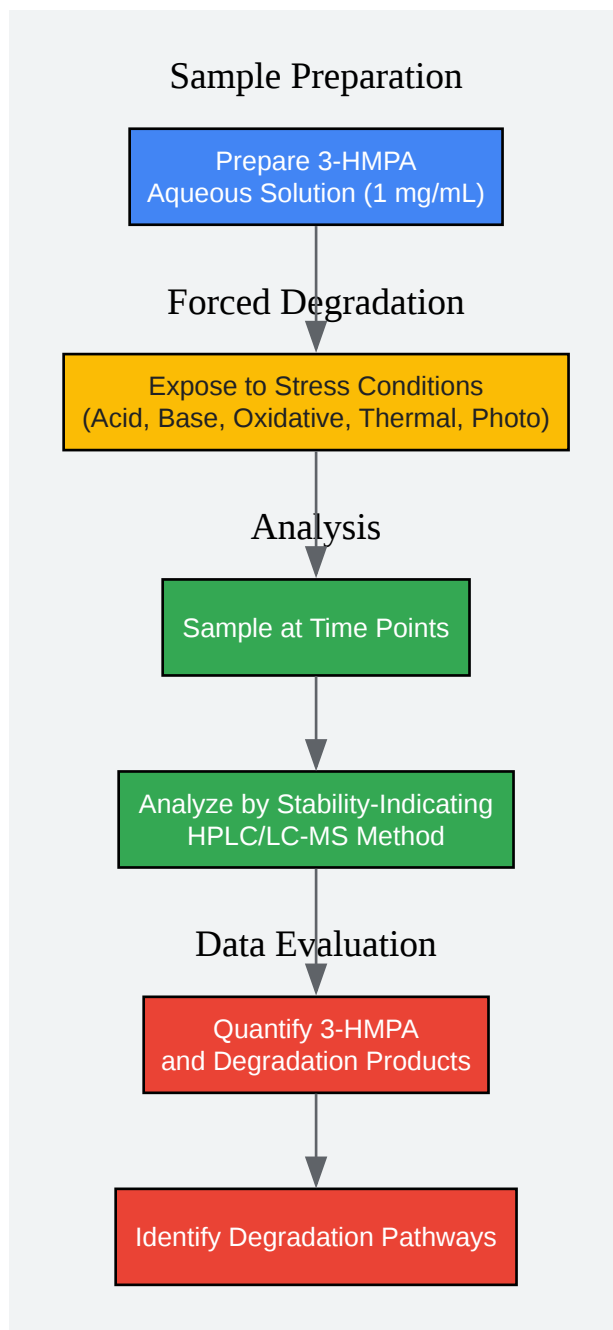 Sample Preparation
Prepare 3-HMPA
Aqueous Solution (1 mg/mL)
Forced Degradation
Expose to Stress Conditions
(Acid, Base, Oxidative, Thermal, Photo)
Analysis
Sample at Time Points
Analyze by Stability-Indicating
HPLC/LC-MS Method
Data Evaluation
Quantify 3-HMPA
and Degradation Products
Identify Degradation Pathways